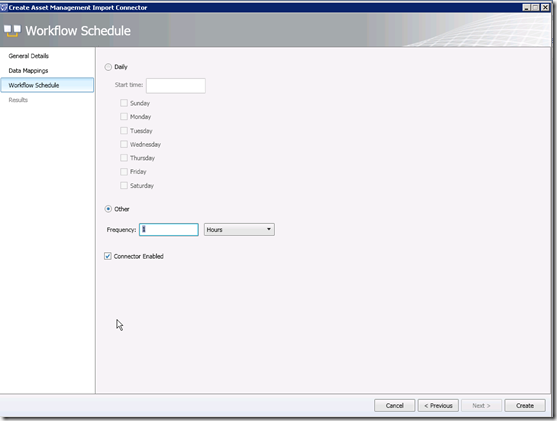 Create Asset Management Import Connector
Workflow Schedule
General Details
Data Mappings
Workflow Schedule
Results
Daily
Start time:
Sunday
Monday
Tuesday
Wednesday
Thursday
Friday
Saturday
Other
Frequency: 1 Hours
Connector Enabled
Cancel < Previous Next > Create